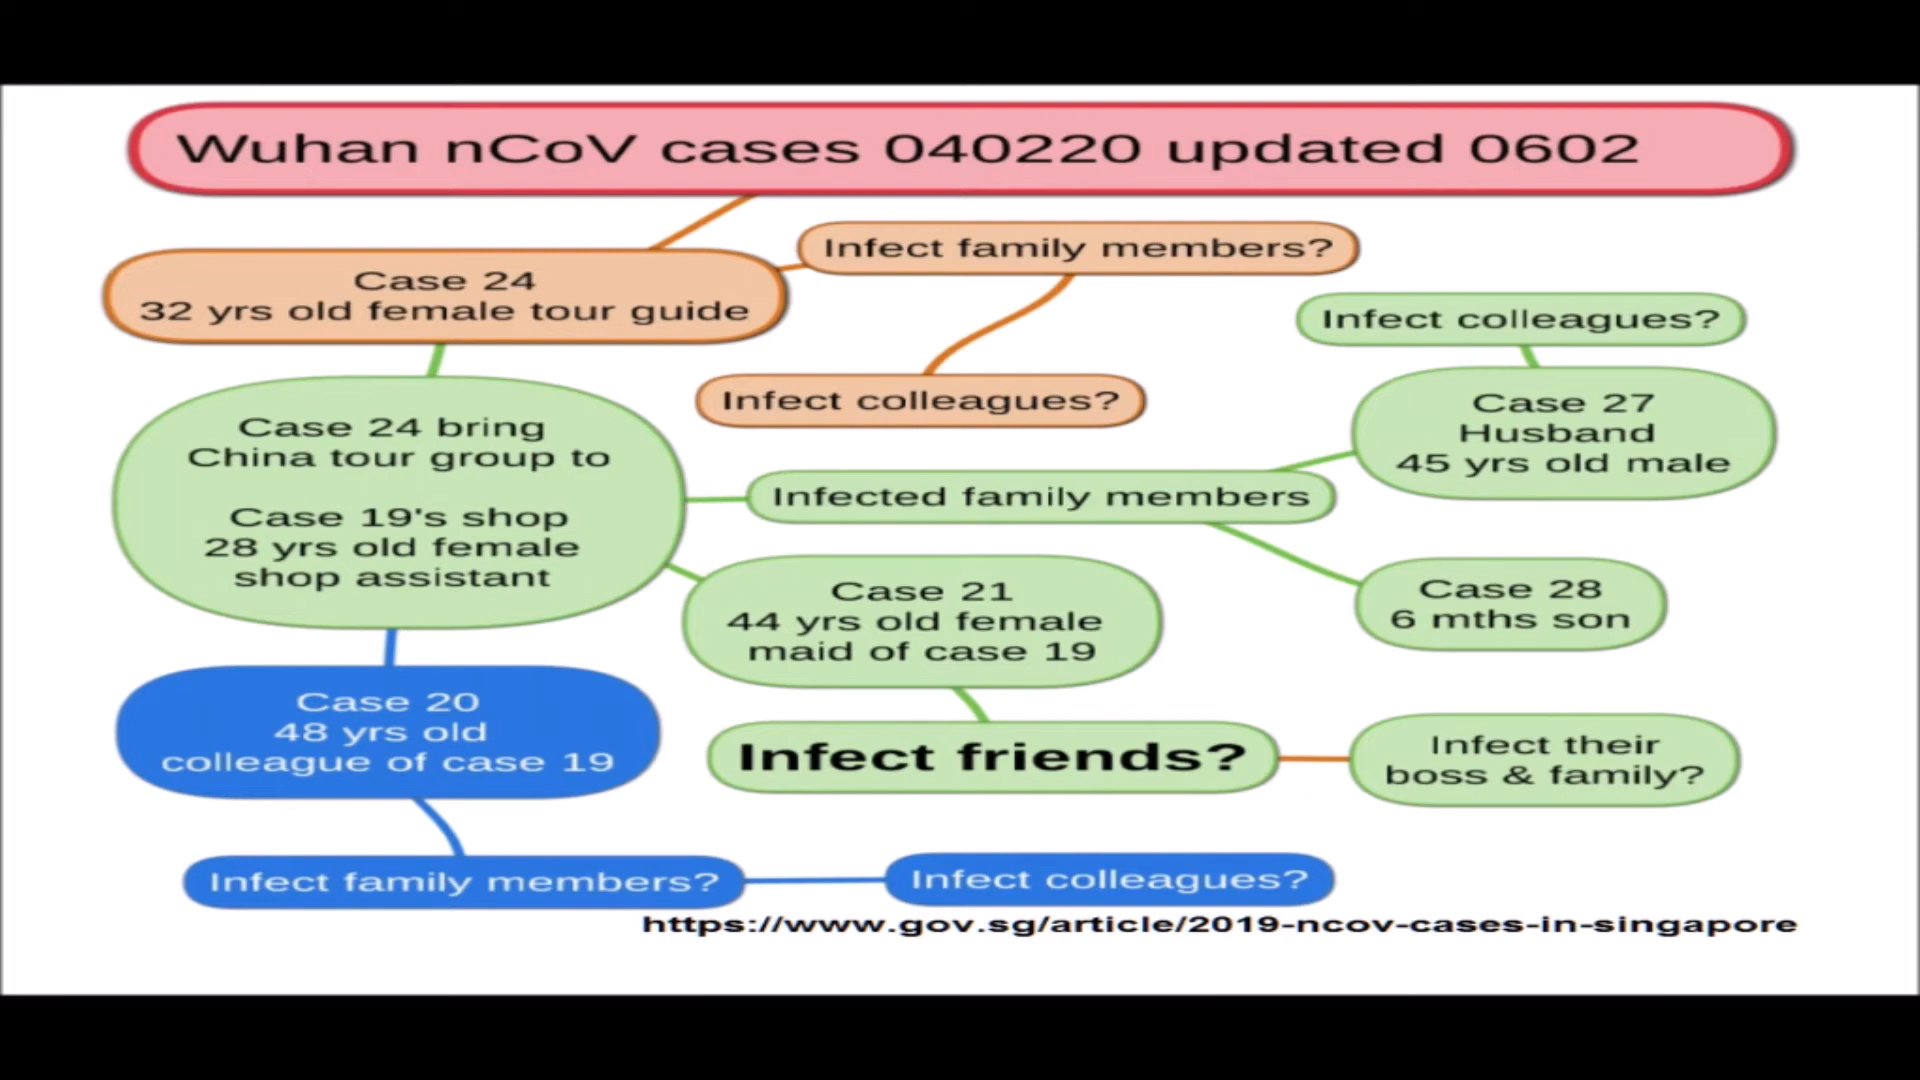 Wuhan nCoV cases 040220 updated 0602
Case 24
32 yrs old female tour guide
Infect family members?
Infect colleagues?
Infect colleagues?
Case 24 bring
China tour group to
Case 19's shop
28 yrs old female
shop assistant
Infected family members
Case 27
Husband
45 yrs old male
Case 28
6 mths son
Case 21
44 yrs old female
maid of case 19
Infect friends?
Infect their
boss & family?
Case 20
48 yrs old
colleague of case 19
Infect family members?
Infect colleagues?
https://www.gov.sg/article/2019-ncov-cases-in-singapore